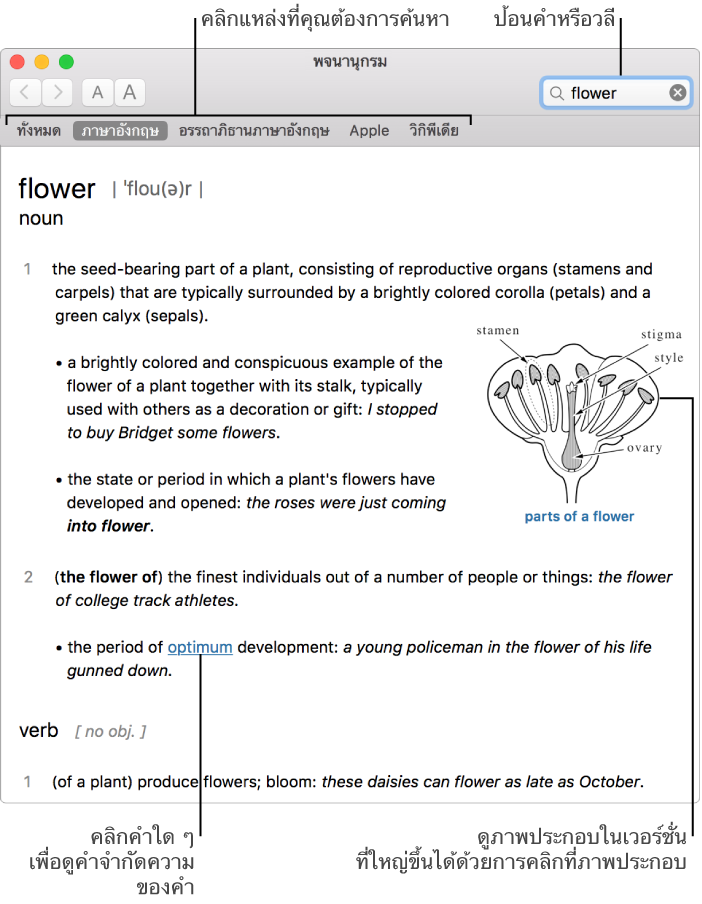 คลิกแหล่งที่คุณต้องการค้นหา
ป้อนคำหรือวลี
พจนานุกรม
A A
flower
ทั้งหมด ภาษาอังกฤษ อรรถาภิธานภาษาอังกฤษ Apple วิกิพีเดีย
flower | ˈflou(ə)r |
noun
1 the seed-bearing part of a plant, consisting of reproductive organs (stamens and
carpels) that are typically surrounded by a brightly colored corolla (petals) and a
green calyx (sepals).
• a brightly colored and conspicuous example of the
flower of a plant together with its stalk, typically
used with others as a decoration or gift: I stopped
to buy Bridget some flowers.
• the state or period in which a plant's flowers have
developed and opened: the roses were just coming
into flower.
stamen
stigma
style
ovary
parts of a flower
2 (the flower of) the finest individuals out of a number of people or things: the flower
of college track athletes.
• the period of optimum development: a young policeman in the flower of his life
gunned down.
verb [ no obj. ]
1 (of a plant) produce flowers; bloom: these daisies can flower as late as October.
คลิกคำใด ๆ
เพื่อดูคำจำกัดความ
ของคำ
ดูภาพประกอบในเวอร์ชั่น
ที่ใหญ่ขึ้นได้ด้วยการคลิกที่ภาพประกอบ